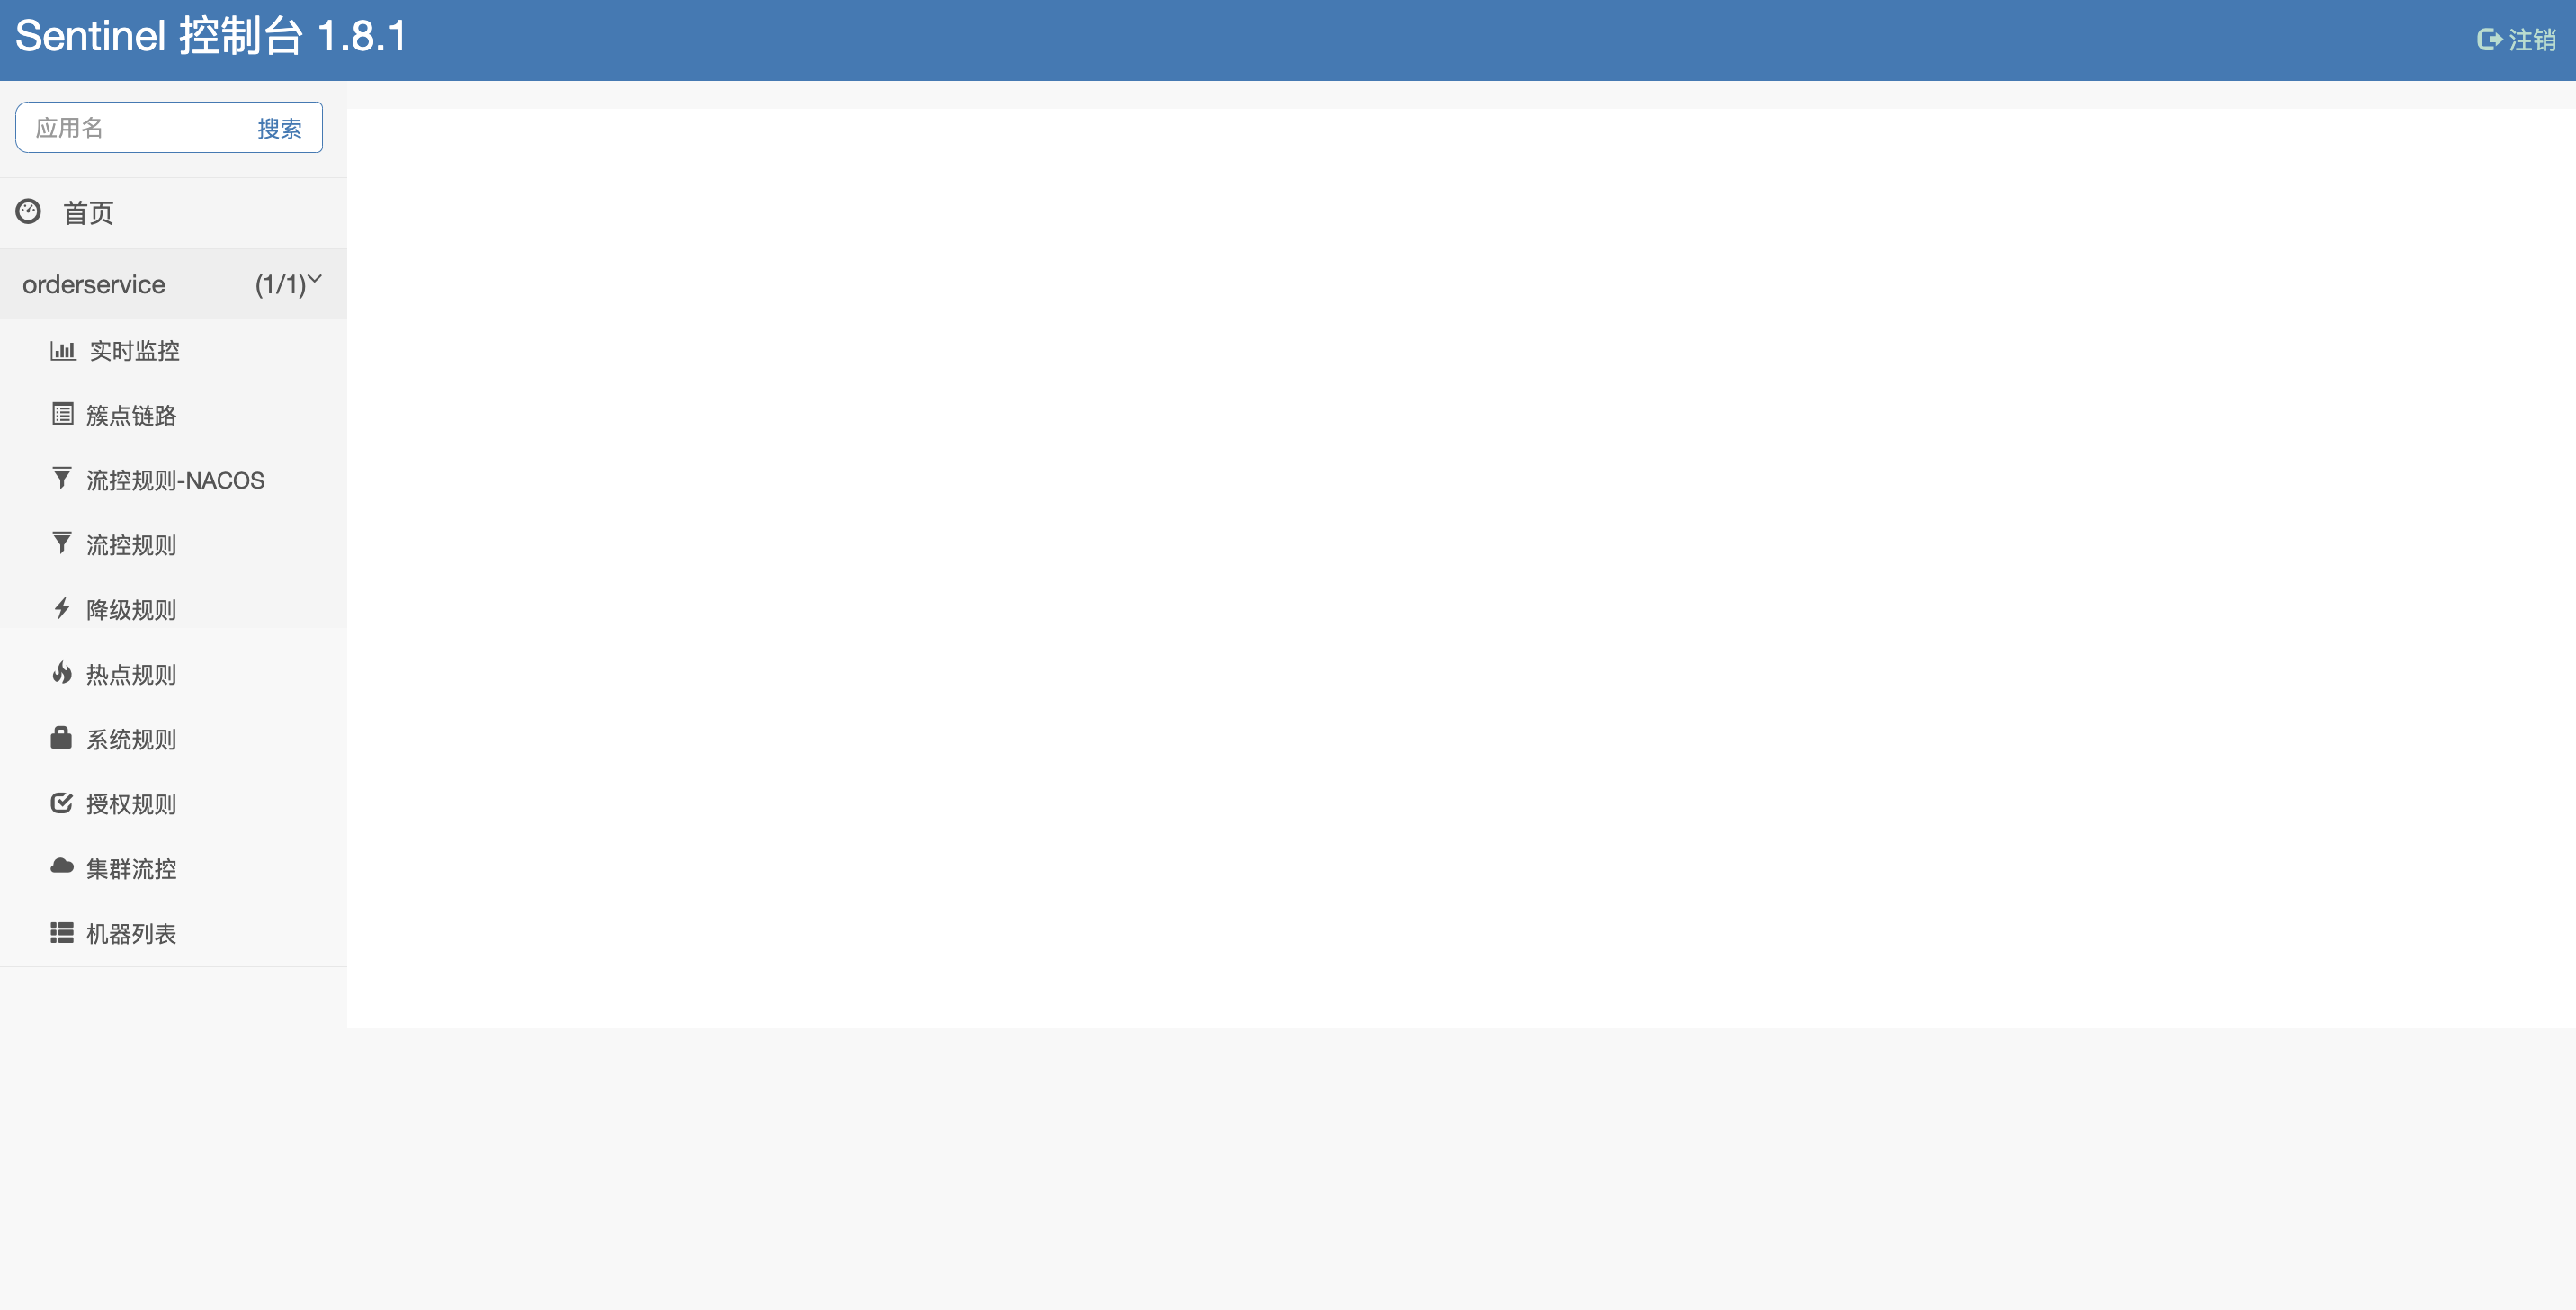 Sentinel 控制台 1.8.1
注销
应用名 搜索
首页
orderservice (1/1)
实时监控
簇点链路
流控规则-NACOS
流控规则
降级规则
热点规则
系统规则
授权规则
集群流控
机器列表